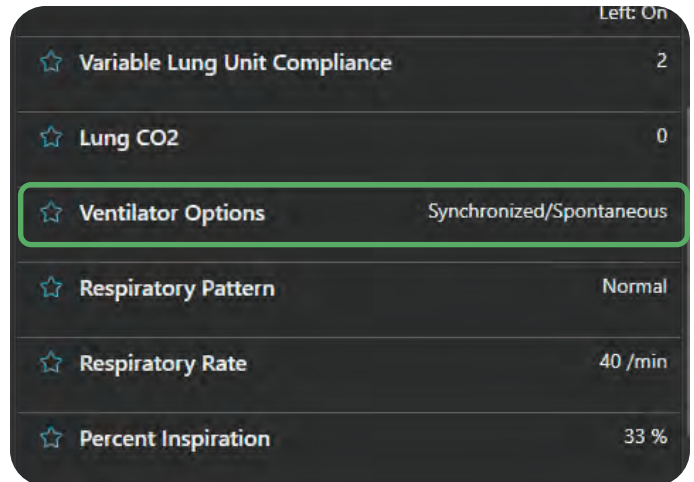 Left: On
Variable Lung Unit Compliance 2
Lung CO2 0
Ventilator Options Synchronized/Spontaneous
Respiratory Pattern Normal
Respiratory Rate 40 /min
Percent Inspiration 33 %